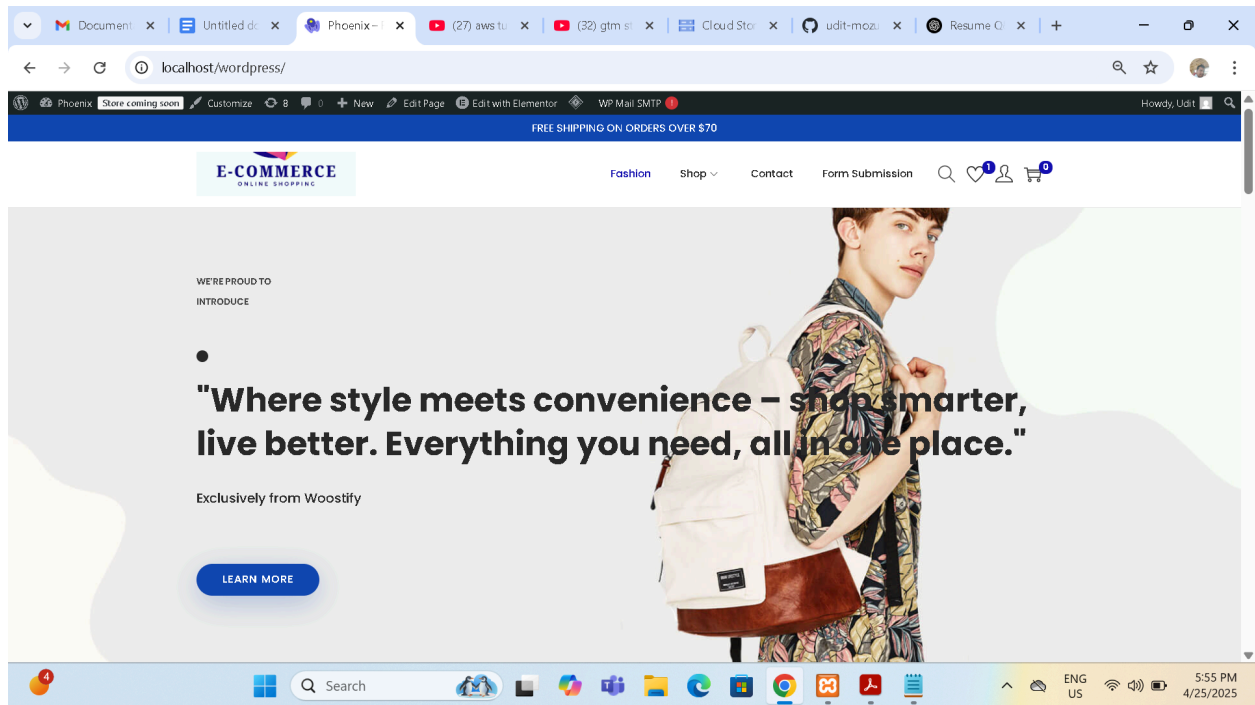 Document
Untitled do
Phoenix – 
(27) aws tu
(32) gtm st
Cloud Stor
udit-mozu
Resume Q
localhost/wordpress/
Phoenix Store coming soon Customize 8 0 New Edit Page Edit with Elementor WP Mail SMTP ! Howdy, Udit
FREE SHIPPING ON ORDERS OVER $70
E-COMMERCE
ONLINE SHOPPING
Fashion Shop Contact Form Submission 1 0
WE'RE PROUD TO
INTRODUCE
"Where style meets convenience – shop smarter,
live better. Everything you need, all in one place."
Exclusively from Woostify
LEARN MORE
4
Search
ENG
US
5:55 PM
4/25/2025